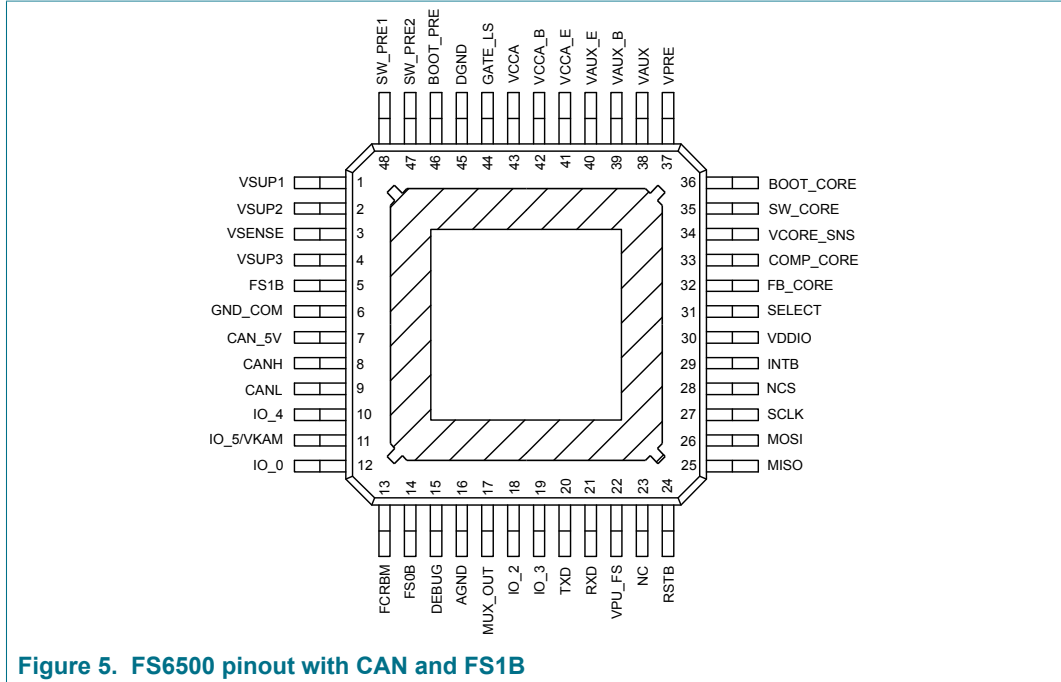 SW_PRE1
SW_PRE2
BOOT_PRE
DGND
GATE_LS
VCCA
VCCA_B
VCCA_E
VAUX_E
VAUX_B
VAUX
VPRE
48
47
46
45
44
43
42
41
40
39
38
37
VSUP1 1
VSUP2 2
VSENSE 3
VSUP3 4
FS1B 5
GND_COM 6
CAN_5V 7
CANH 8
CANL 9
IO_4 10
IO_5/VKAM 11
IO_0 12
36 BOOT_CORE
35 SW_CORE
34 VCORE_SNS
33 COMP_CORE
32 FB_CORE
31 SELECT
30 VDDIO
29 INTB
28 NCS
27 SCLK
26 MOSI
25 MISO
13
14
15
16
17
18
19
20
21
22
23
24
FCRBM
FS0B
DEBUG
AGND
MUX_OUT
IO_2
IO_3
TXD
RXD
VPU_FS
NC
RSTB
Figure 5. FS6500 pinout with CAN and FS1B